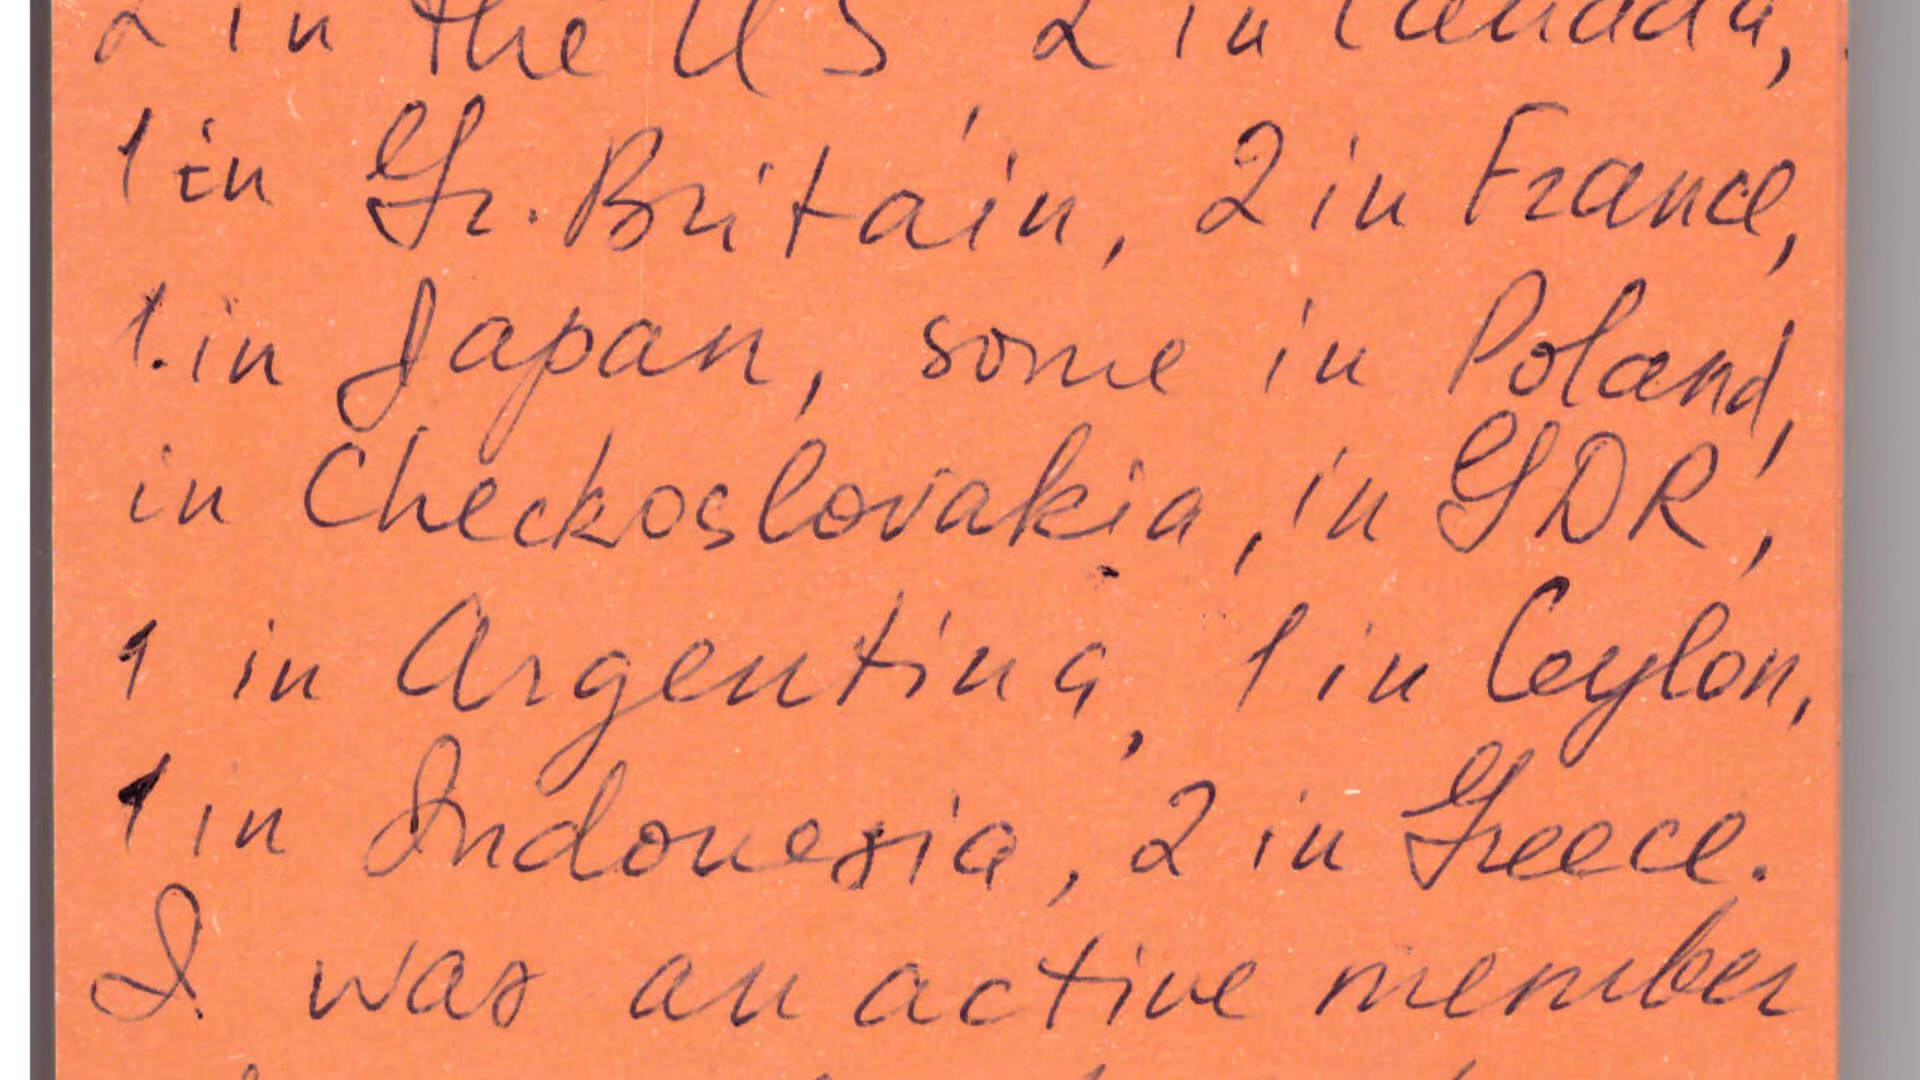 2 in the US 2 in Canada,
1 in Gr. Britain, 2 in France,
1 in Japan, some in Poland,
in Checkoslovakia, in GDR,
1 in Argentina, 1 in Ceylon,
1 in Indonesia, 2 in Greece.
I was an active member